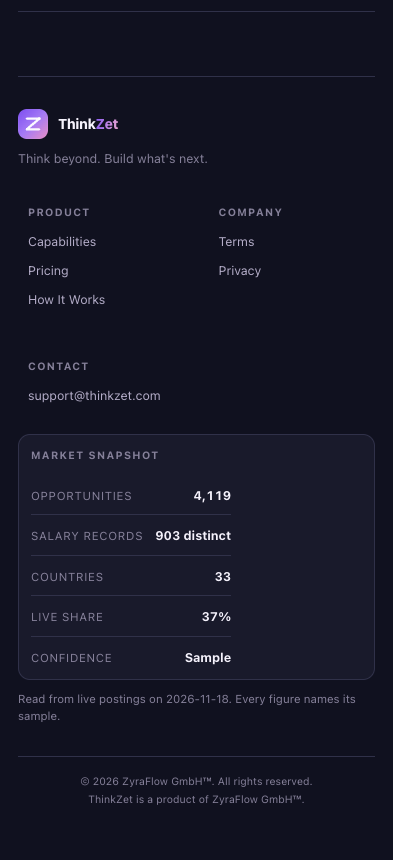 ThinkZet
Think beyond. Build what's next.
PRODUCT
Capabilities
Pricing
How It Works
COMPANY
Terms
Privacy
CONTACT
support@thinkzet.com
MARKET SNAPSHOT
OPPORTUNITIES 4,119
SALARY RECORDS 903 distinct
COUNTRIES 33
LIVE SHARE 37%
CONFIDENCE Sample
Read from live postings on 2026-11-18. Every figure names its
sample.
© 2026 ZyraFlow GmbH™. All rights reserved.
ThinkZet is a product of ZyraFlow GmbH™.